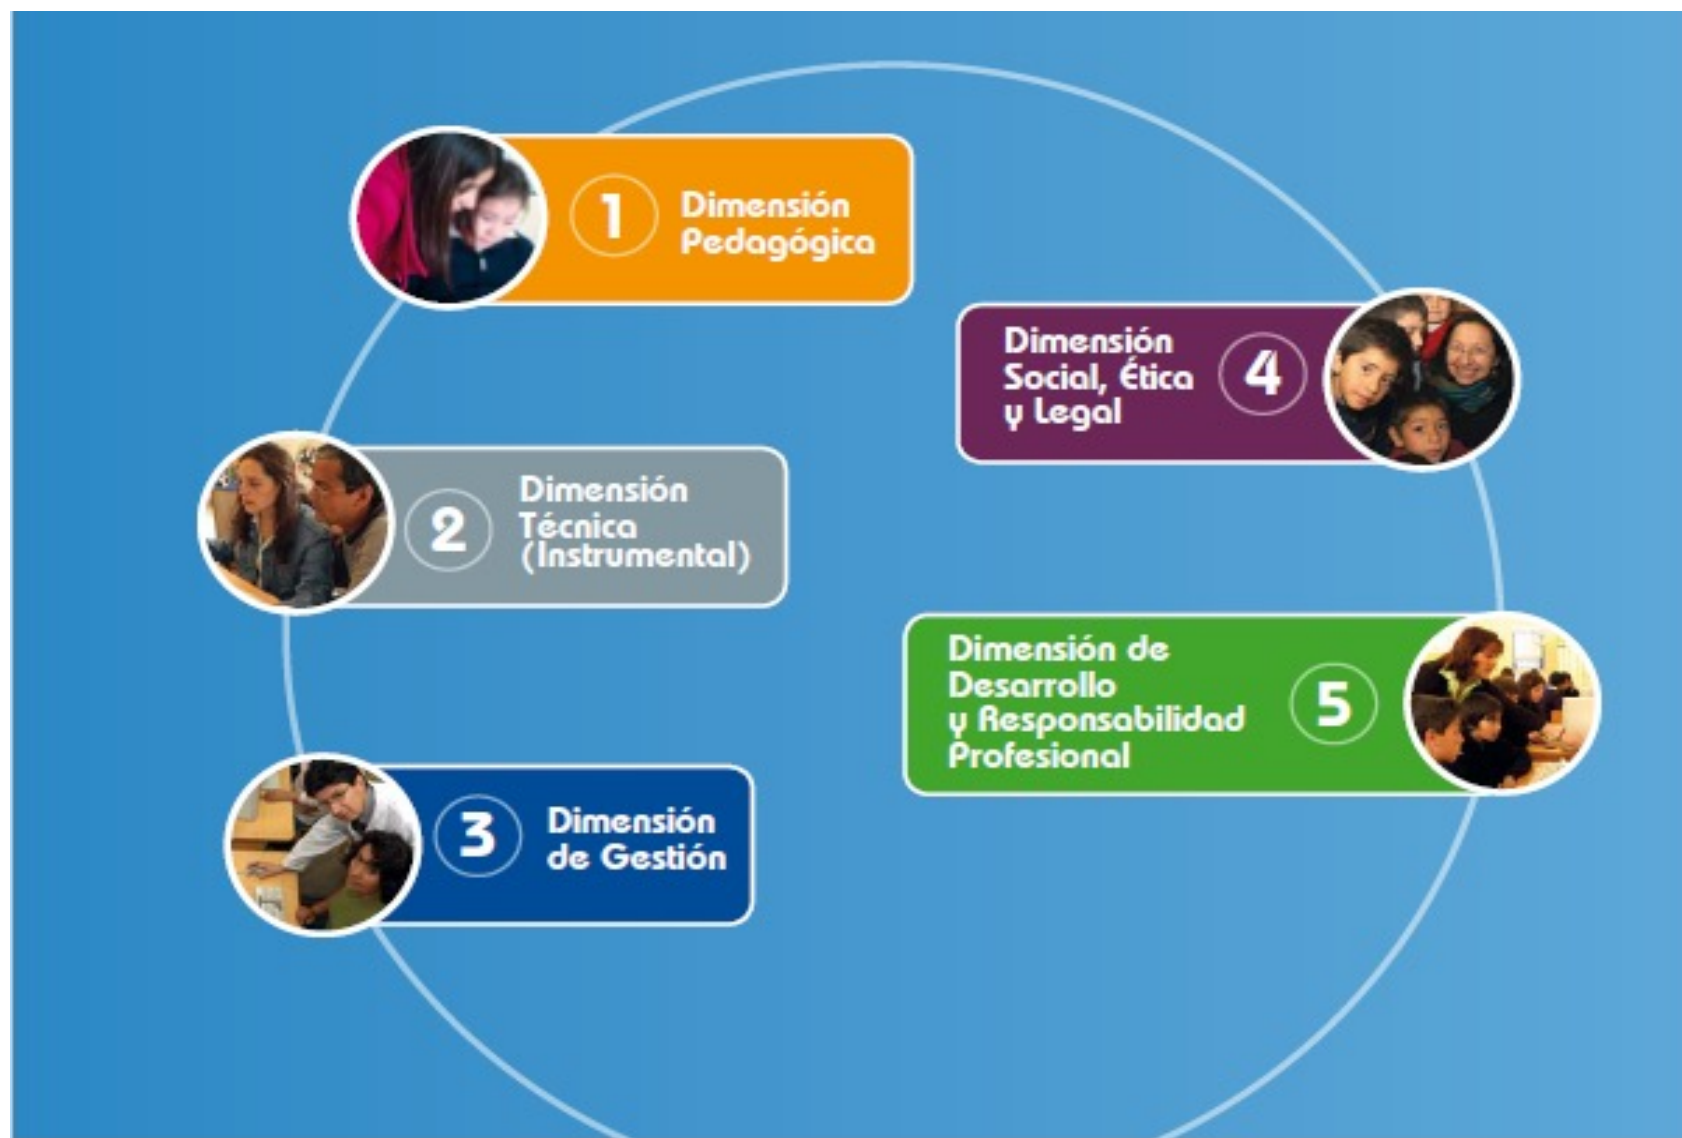 1
Dimensión
Pedagógica
2
Dimensión
Técnica
(Instrumental)
3
Dimensión
de Gestión
Dimensión
Social, Ética
y Legal
4
Dimensión de
Desarrollo
y Responsabilidad
Profesional
5